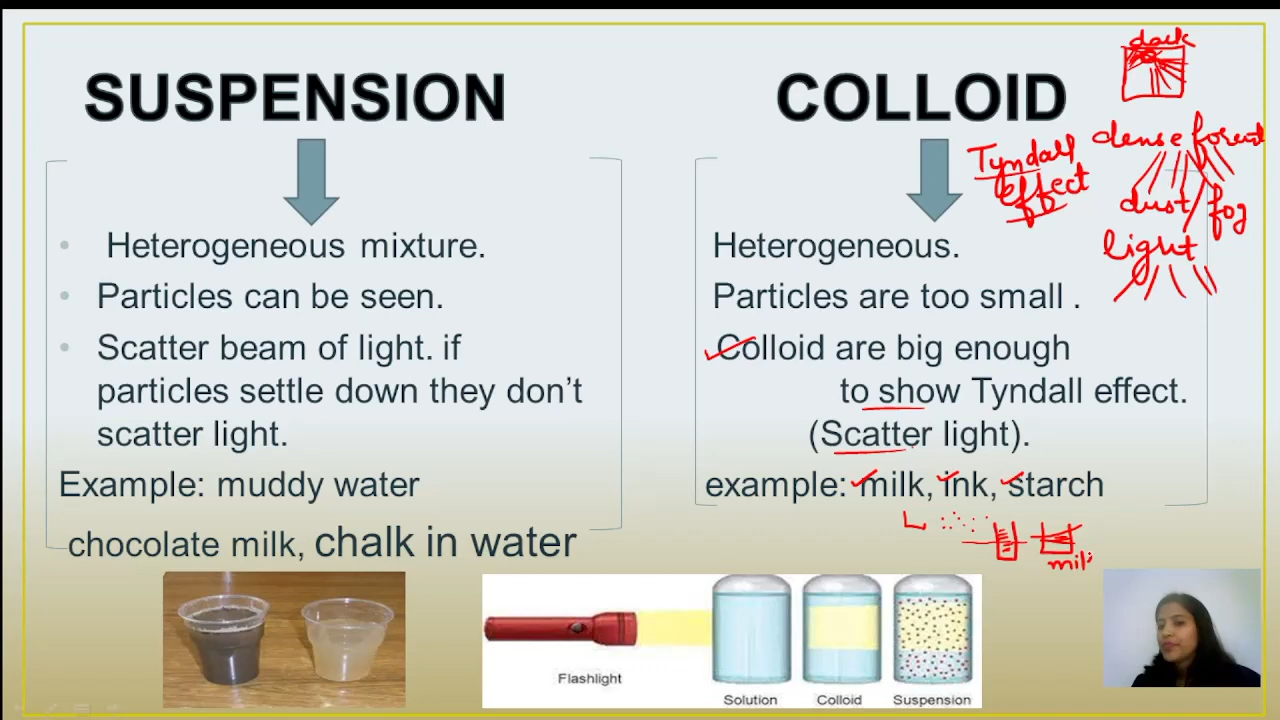 SUSPENSION
Heterogeneous mixture.
Particles can be seen.
Scatter beam of light. if
particles settle down they don't
scatter light.
Example: muddy water
chocolate milk, chalk in water
COLLOID
Heterogeneous.
Particles are too small .
Colloid are big enough
to show Tyndall effect.
(Scatter light).
example: milk, ink, starch
dark
dense forest
Tyndall
effect
dust fog
light
milk
Flashlight
Solution
Colloid
Suspension